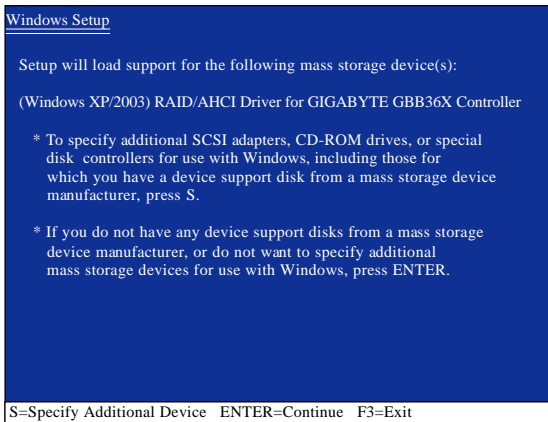 Windows Setup
Setup will load support for the following mass storage device(s):
(Windows XP/2003) RAID/AHCI Driver for GIGABYTE GBB36X Controller
* To specify additional SCSI adapters, CD-ROM drives, or special
disk controllers for use with Windows, including those for
which you have a device support disk from a mass storage device
manufacturer, press S.
* If you do not have any device support disks from a mass storage
device manufacturer, or do not want to specify additional
mass storage devices for use with Windows, press ENTER.
S=Specify Additional Device ENTER=Continue F3=Exit